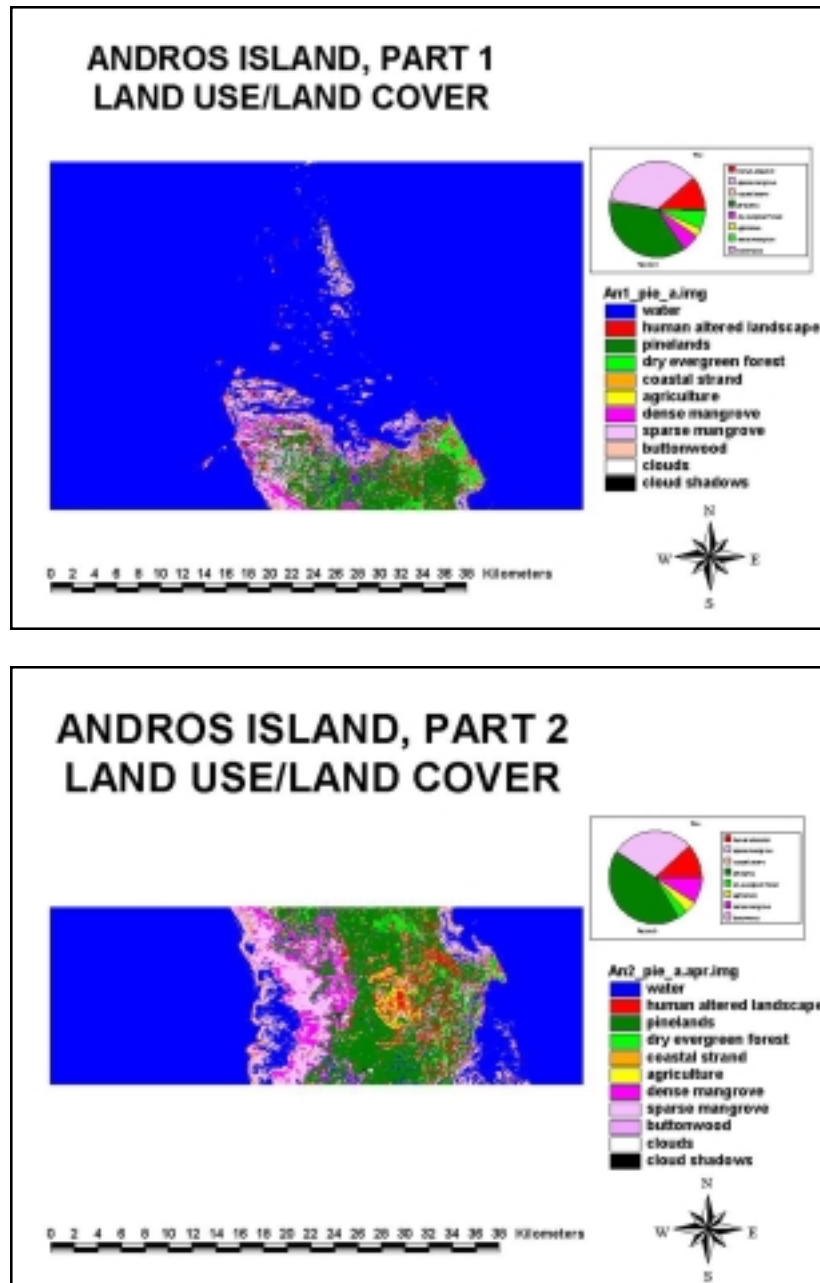 ANDROS ISLAND, PART 1
LAND USE/LAND COVER
An1_pie_a.img
water
human altered landscape
pinelands
dry evergreen forest
coastal strand
agriculture
dense mangrove
sparse mangrove
buttonwood
clouds
cloud shadows
N
W E
S
0 2 4 6 8 10 12 14 16 18 20 22 24 26 28 30 32 34 36 38 Kilometers
ANDROS ISLAND, PART 2
LAND USE/LAND COVER
An2_pie_a.apr.img
water
human altered landscape
pinelands
dry evergreen forest
coastal strand
agriculture
dense mangrove
sparse mangrove
buttonwood
clouds
cloud shadows
N
W E
S
0 2 4 6 8 10 12 14 16 18 20 22 24 26 28 30 32 34 36 38 Kilometers